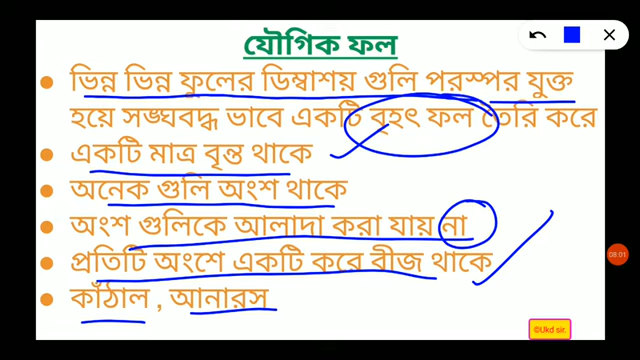 যৌগিক ফল
● ভিন্ন ভিন্ন ফুলের ডিম্বাশয় গুলি পরস্পর যুক্ত
হয়ে সঙ্ঘবদ্ধ ভাবে একটি বৃহৎ ফল তৈরি করে
● একটি মাত্র বৃন্ত থাকে
● অনেক গুলি অংশ থাকে
● অংশ গুলিকে আলাদা করা যায় না
● প্রতিটি অংশে একটি করে বীজ থাকে
● কাঁঠাল , আনারস
08:01
©Ukd sir.